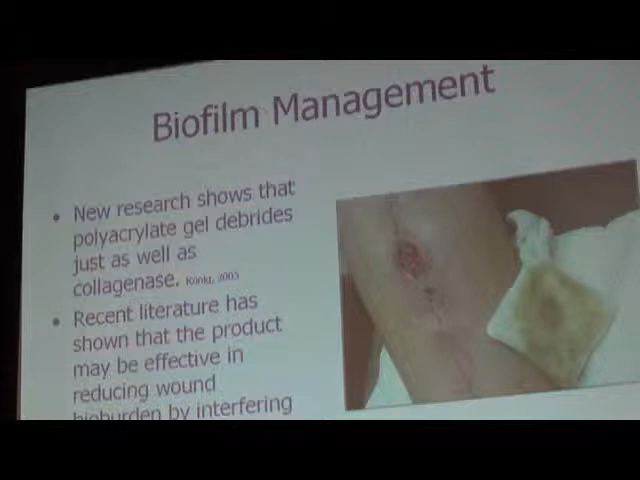 Biofilm Management
• New research shows that
polyacrylate gel debrides
just as well as
collagenase. König, 2005
• Recent literature has
shown that the product
may be effective in
reducing wound
bioburden by interfering